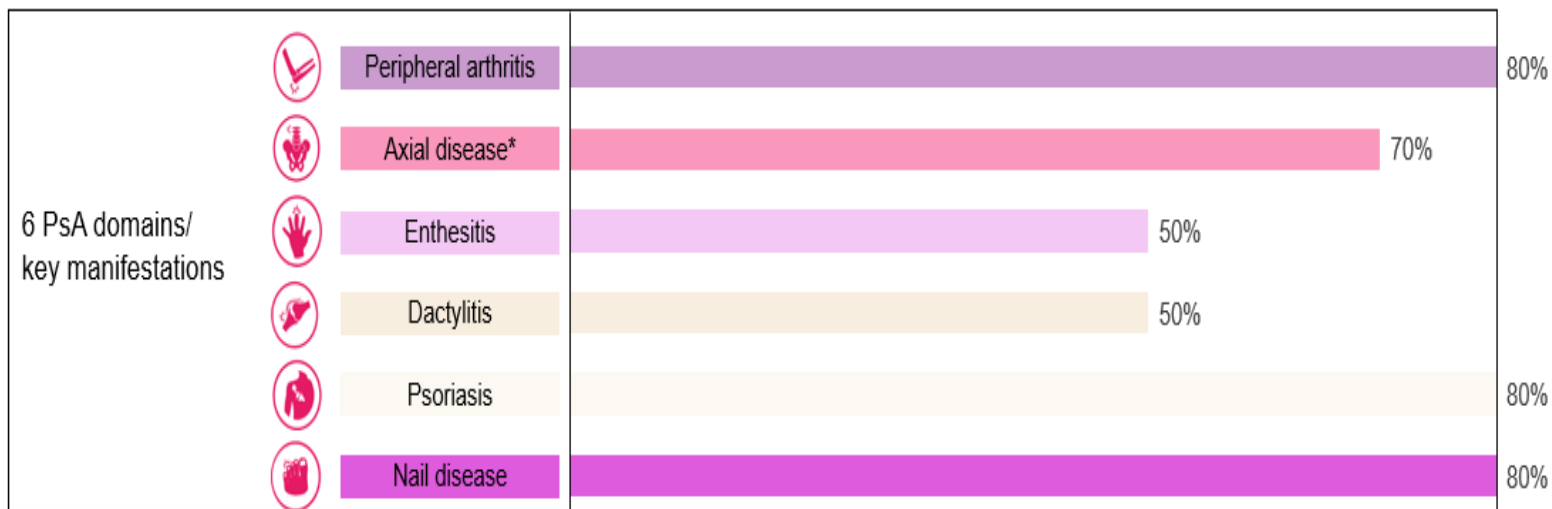 Peripheral arthritis
80%
Axial disease*
70%
6 PsA domains/
key manifestations
Enthesitis
50%
Dactylitis
50%
Psoriasis
80%
Nail disease
80%